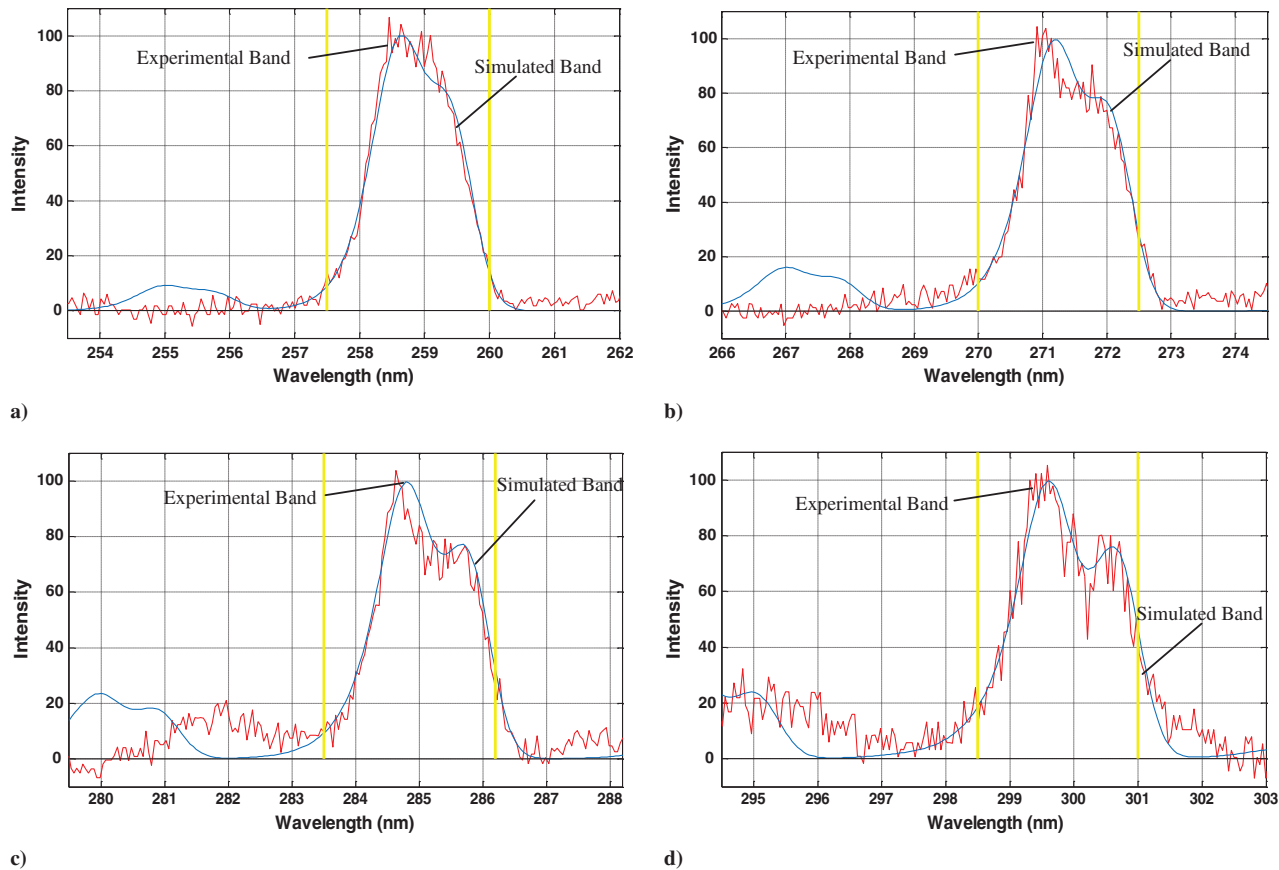 Experimental Band
Simulated Band
Intensity
100
80
60
40
20
0
254 255 256 257 258 259 260 261 262
Wavelength (nm)
a)
Experimental Band
Simulated Band
Intensity
100
80
60
40
20
0
266 267 268 269 270 271 272 273 274
Wavelength (nm)
b)
Experimental Band
Simulated Band
Intensity
100
80
60
40
20
0
280 281 282 283 284 285 286 287 288
Wavelength (nm)
c)
Experimental Band
Simulated Band
Intensity
100
80
60
40
20
0
295 296 297 298 299 300 301 302 303
Wavelength (nm)
d)